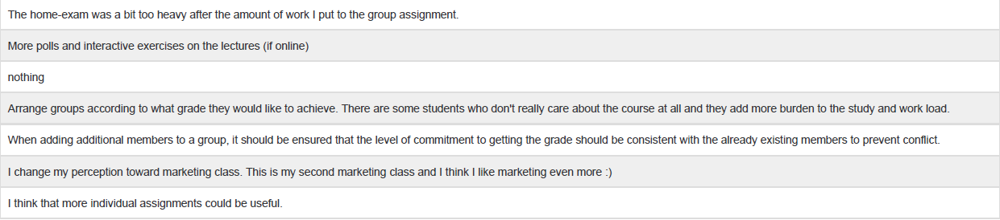 The home-exam was a bit too heavy after the amount of work I put to the group assignment.
More polls and interactive exercises on the lectures (if online)
nothing
Arrange groups according to what grade they would like to achieve. There are some students who don't really care about the course at all and they add more burden to the study and work load.
When adding additional members to a group, it should be ensured that the level of commitment to getting the grade should be consistent with the already existing members to prevent conflict.
I change my perception toward marketing class. This is my second marketing class and I think I like marketing even more :)
I think that more individual assignments could be useful.